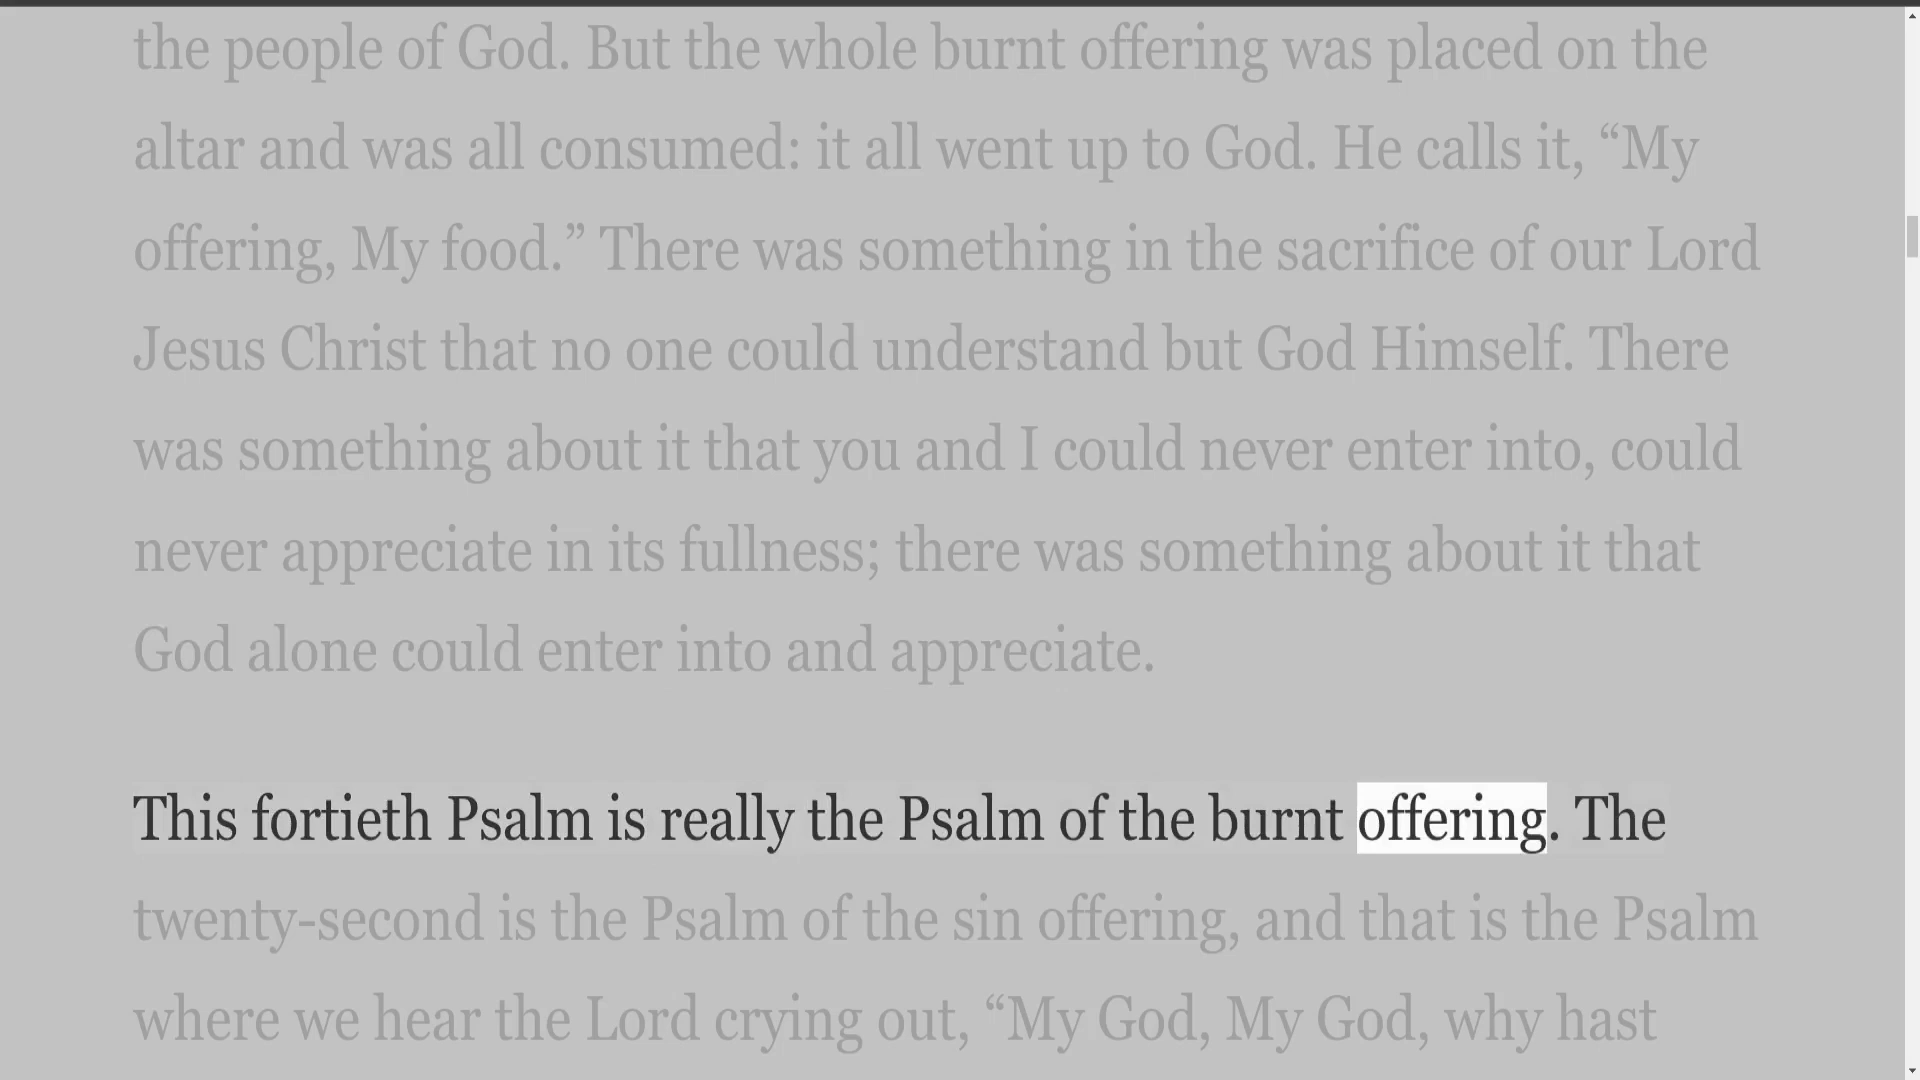 the people of God. But the whole burnt offering was placed on the
altar and was all consumed: it all went up to God. He calls it, “My
offering, My food.” There was something in the sacrifice of our Lord
Jesus Christ that no one could understand but God Himself. There
was something about it that you and I could never enter into, could
never appreciate in its fullness; there was something about it that
God alone could enter into and appreciate.
This fortieth Psalm is really the Psalm of the burnt offering. The
twenty-second is the Psalm of the sin offering, and that is the Psalm
where we hear the Lord crying out, “My God, My God, why hast